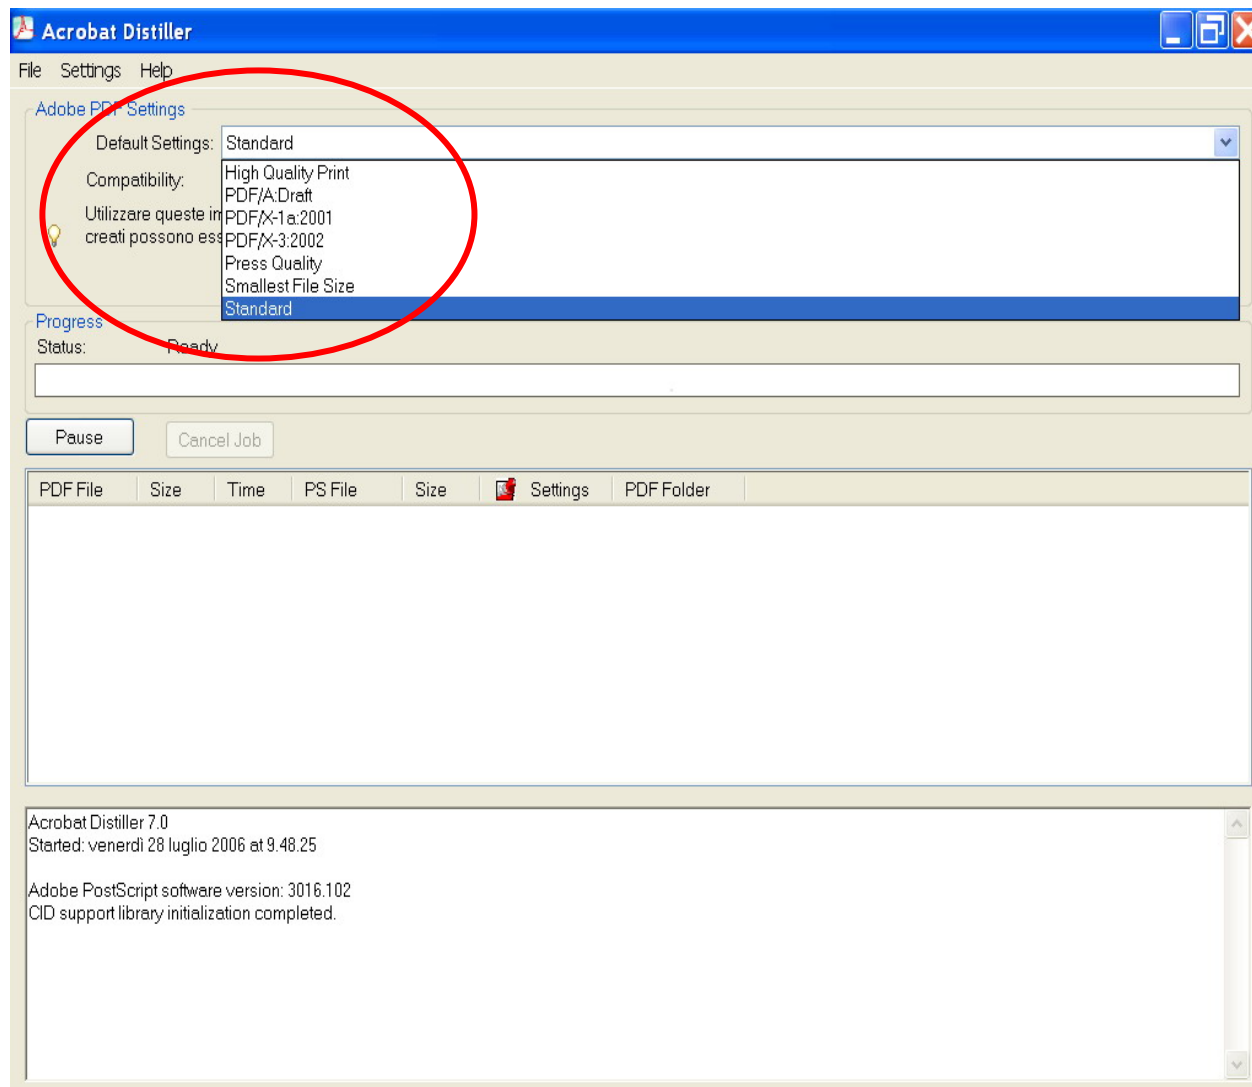 Acrobat Distiller
File Settings Help
Adobe PDF Settings
Default Settings: Standard
High Quality Print
Compatibility:
PDF/A:Draft
Utilizzare queste
PDF/X-1a:2001
creati possono
PDF/X-3:2002
Press Quality
Smallest File Size
Standard
Progress
Status: Ready
Pause Cancel Job
PDF File Size Time PS File Size Settings PDF Folder
Acrobat Distiller 7.0
Started: venerdì 28 luglio 2006 at 9.48.25
Adobe PostScript software version: 3016.102
CID support library initialization completed.